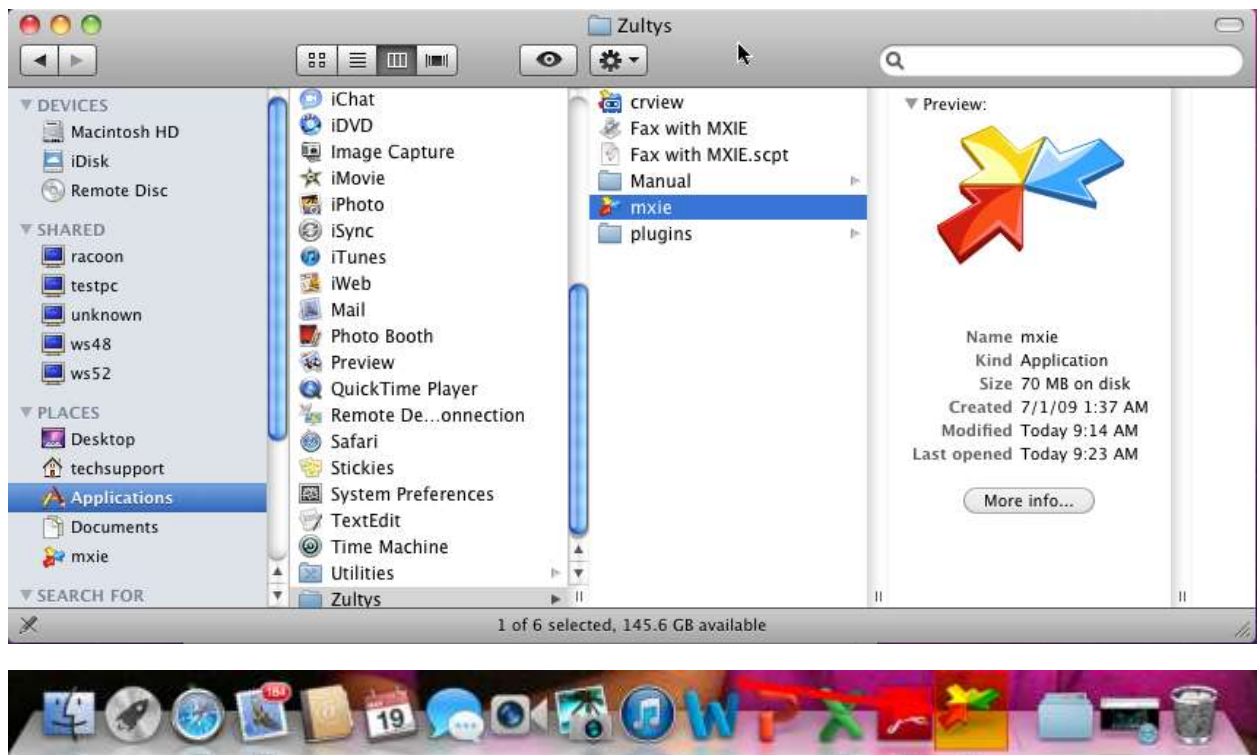 Zultys
DEVICES
Macintosh HD
iDisk
Remote Disc
SHARED
racoon
testpc
unknown
ws48
ws52
PLACES
Desktop
techsupport
Applications
Documents
mxie
SEARCH FOR
iChat
iDVD
Image Capture
iMovie
iPhoto
iSync
iTunes
iWeb
Mail
Photo Booth
Preview
QuickTime Player
Remote De...onnection
Safari
Stickies
System Preferences
TextEdit
Time Machine
Utilities
Zultys
crview
Fax with MXIE
Fax with MXIE.scpt
Manual
mxie
plugins
Preview:
Name mxie
Kind Application
Size 70 MB on disk
Created 7/1/09 1:37 AM
Modified Today 9:14 AM
Last opened Today 9:23 AM
More info...
1 of 6 selected, 145.6 GB available
184
19
W
P
X